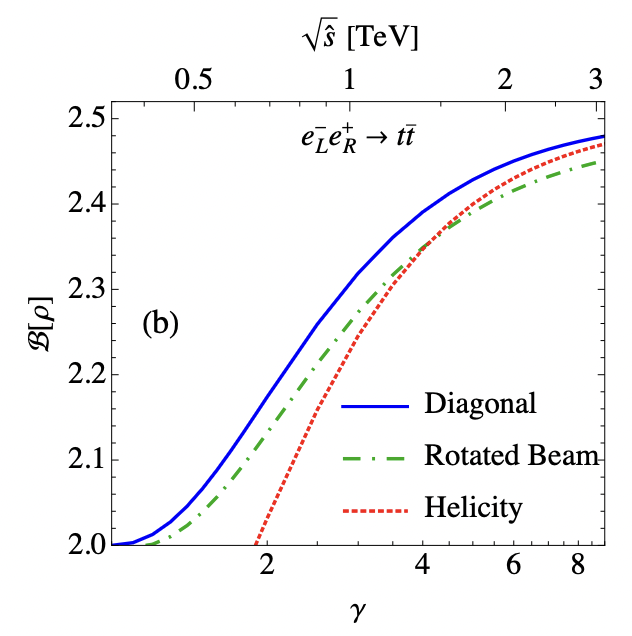 √ŝ [TeV]
0.5 1 2 3
e⁻_L e⁺_R → tt̄
2.5
2.4
2.3
2.2
2.1
2.0
ℬ[ρ]
(b)
Diagonal
Rotated Beam
Helicity
2 4 6 8
γ